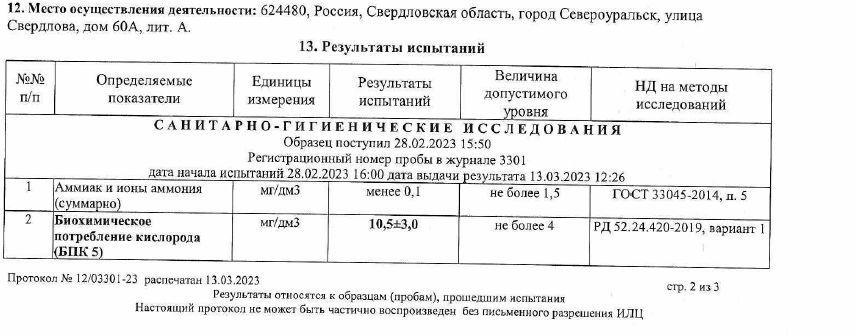 12. Место осуществления деятельности: 624480, Россия, Свердловская область, город Североуральск, улица
Свердлова, дом 60А, лит. А.
13. Результаты испытаний
№№ п/п Определяемые показатели Единицы измерения Результаты испытаний Величина допустимого уровня НД на методы исследований
САНИТАРНО-ГИГИЕНИЧЕСКИЕ ИССЛЕДОВАНИЯ
Образец поступил 28.02.2023 15:50
Регистрационный номер пробы в журнале 3301
дата начала испытаний 28.02.2023 16:00 дата выдачи результата 13.03.2023 12:26
1 Аммиак и ионы аммония (суммарно) мг/дм3 менее 0,1 не более 1,5 ГОСТ 33045-2014, п. 5
2 Биохимическое потребление кислорода (БПК 5) мг/дм3 10,5±3,0 не более 4 РД 52.24.420-2019, вариант 1
Протокол № 12/03301-23 распечатан 13.03.2023
стр. 2 из 3
Результаты относятся к образцам (пробам), прошедшим испытания
Настоящий протокол не может быть частично воспроизведен без письменного разрешения ИЛЦ